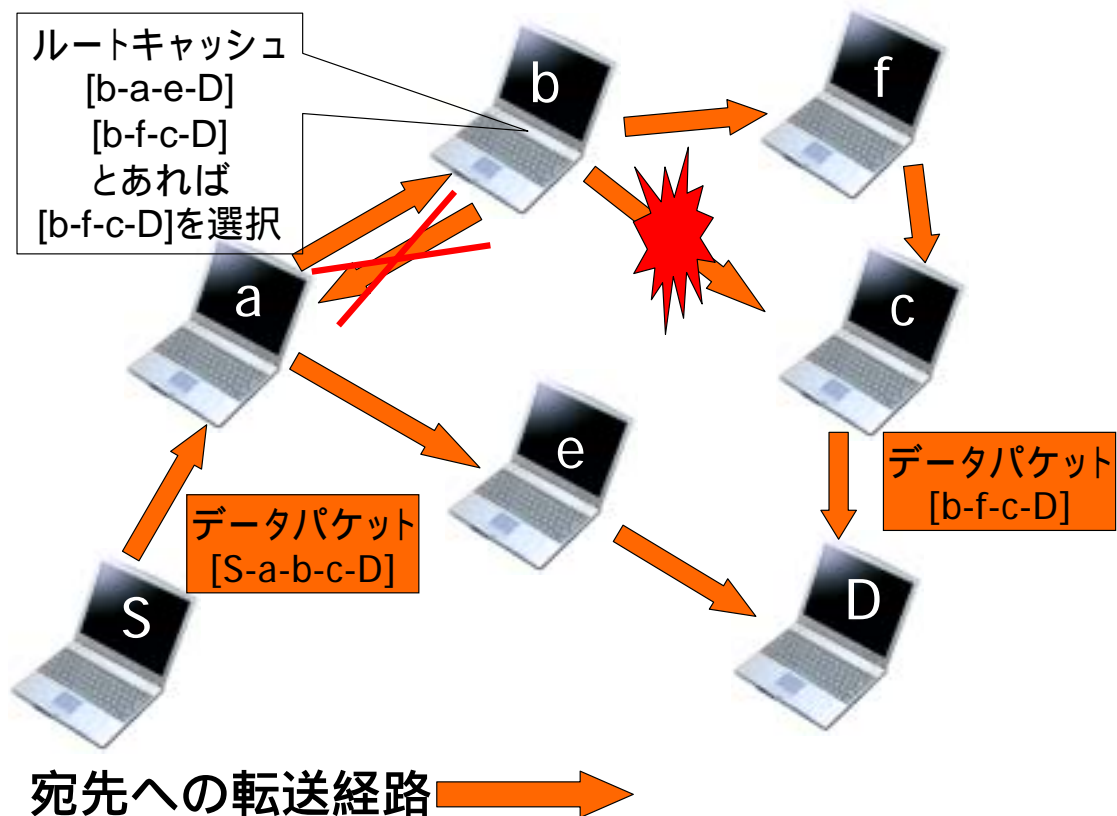 ルートキャッシュ
[b-a-e-D]
[b-f-c-D]
とあれば
[b-f-c-D]を選択
b
f
a
c
e
データパケット
[b-f-c-D]
データパケット
[S-a-b-c-D]
S
D
宛先への転送経路